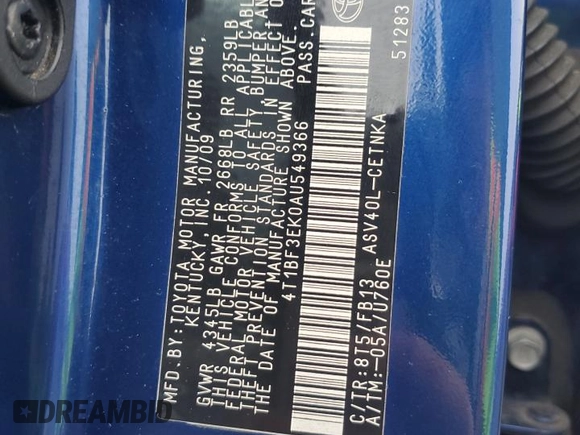 MFD. BY: TOYOTA MOTOR MANUFACTURING,
KENTUCKY, INC. 10/09
GVWR 4345LB GAWR FR 2668LB RR 2359LB
THIS VEHICLE CONFORMS TO ALL APPLICABLE
FEDERAL MOTOR VEHICLE SAFETY, BUMPER AN
THEFT PREVENTION STANDARDS IN EFFECT O
THE DATE OF MANUFACTURE SHOWN ABOVE.
4T1BF3EK0AU549366 PASS.CAR
C/TR: 8T5/FB13 ASV40L-CETNKA
A/TM:-05A/U760E 51283
DREAMBID